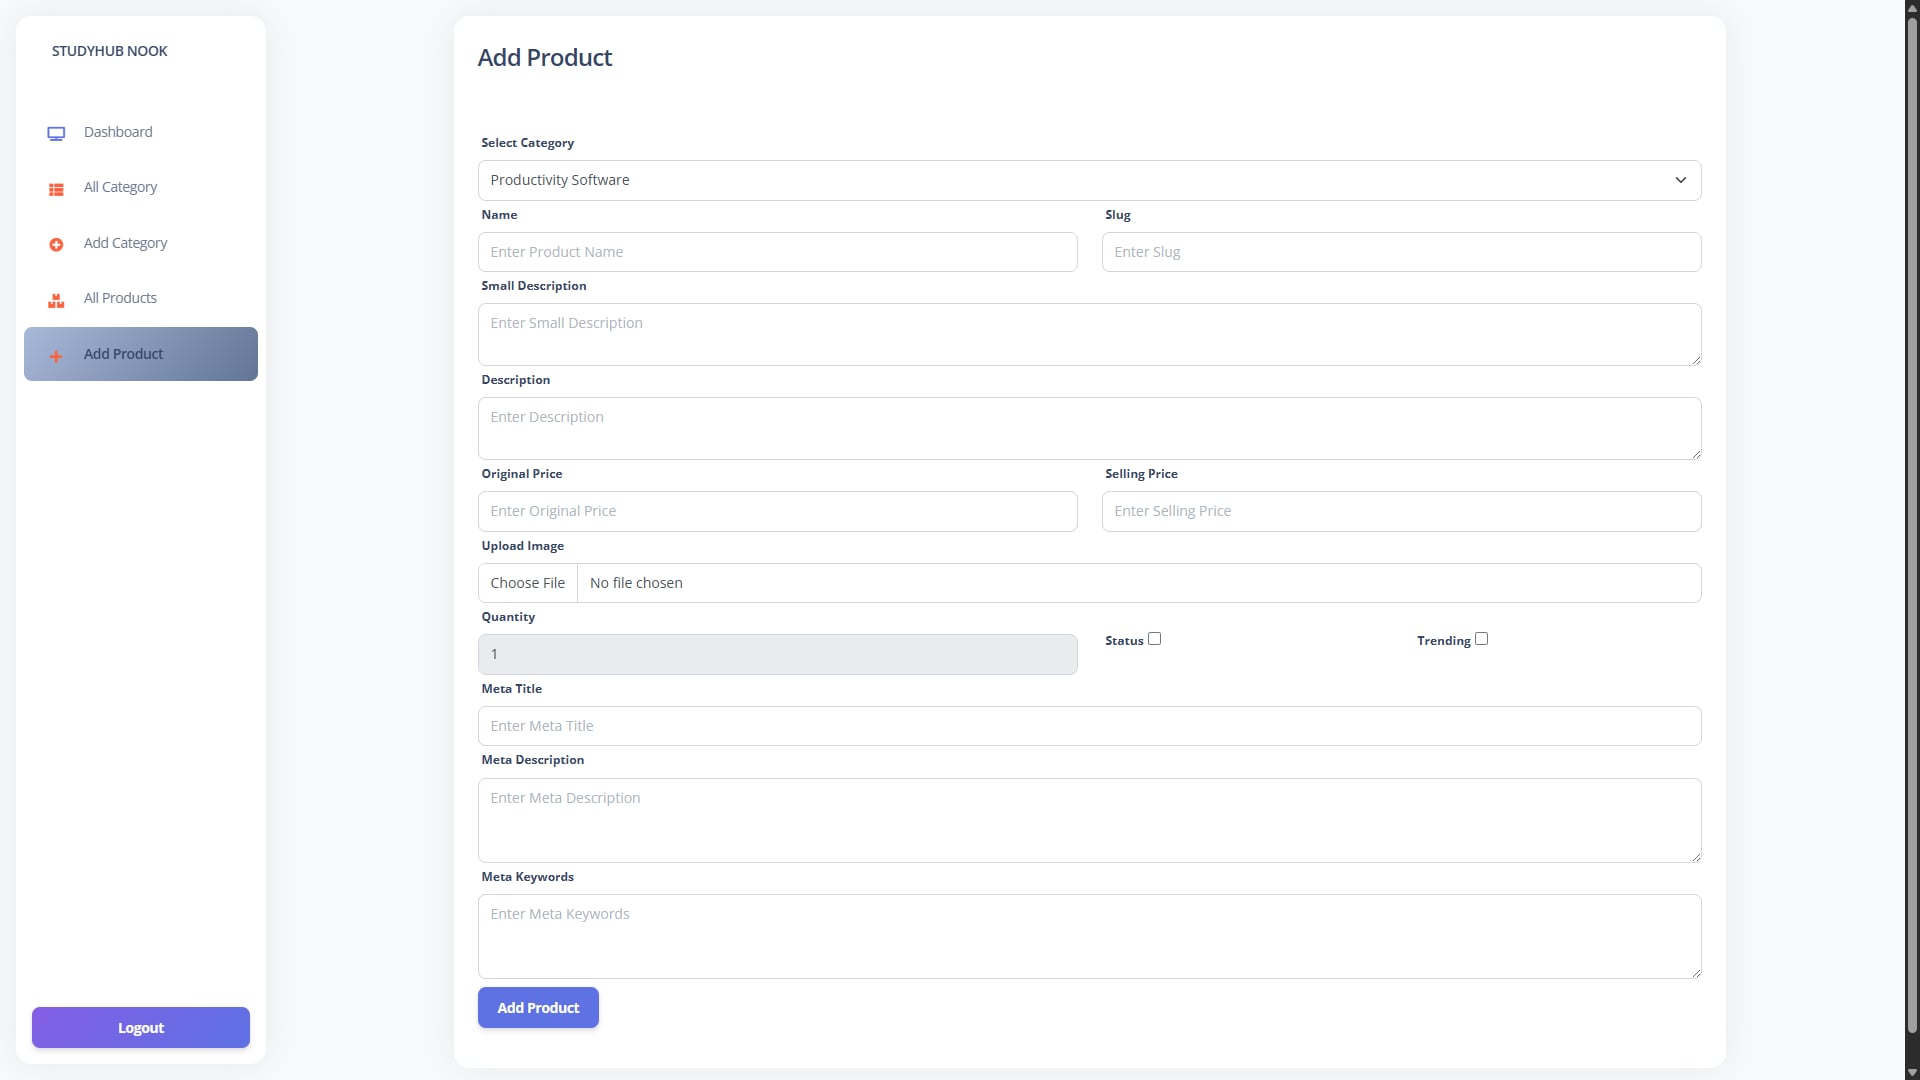 STUDYHUB NOOK
Dashboard
All Category
Add Category
All Products
Add Product
Logout
Add Product
Select Category
Productivity Software
Name
Slug
Enter Product Name
Enter Slug
Small Description
Enter Small Description
Description
Enter Description
Original Price
Selling Price
Enter Original Price
Enter Selling Price
Upload Image
Choose File No file chosen
Quantity
Status
Trending
1
Meta Title
Enter Meta Title
Meta Description
Enter Meta Description
Meta Keywords
Enter Meta Keywords
Add Product